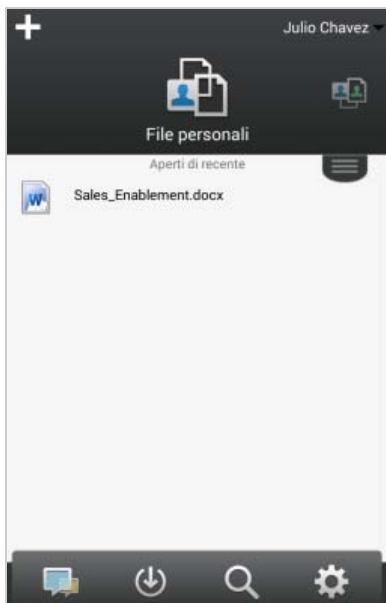 Julio Chavez
File personali
Aperti di recente
Sales_Enablement.docx